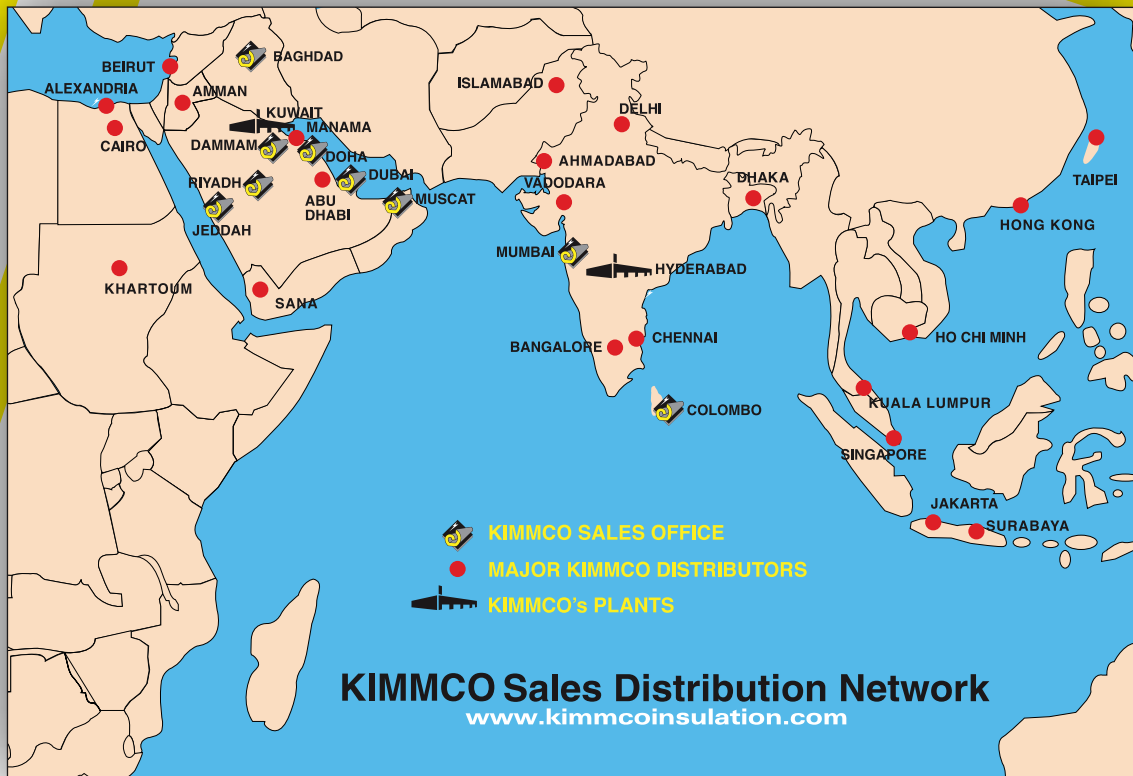 BAGHDAD
BEIRUT
ISLAMABAD
ALEXANDRIA
AMMAN
DELHI
KUWAIT
MANAMA
CAIRO
DAMMAM
DOHA
AHMADABAD
DUBAI
DHAKA
TAIPEI
RIYADH
VADODARA
ABU
DHABI
MUSCAT
JEDDAH
HONG KONG
MUMBAI
HYDERABAD
KHARTOUM
SANA
BANGALORE
CHENNAI
HO CHI MINH
COLOMBO
KUALA LUMPUR
SINGAPORE
JAKARTA
SURABAYA
KIMMCO SALES OFFICE
MAJOR KIMMCO DISTRIBUTORS
KIMMCO's PLANTS
KIMMCO Sales Distribution Network
www.kimmcoinsulation.com